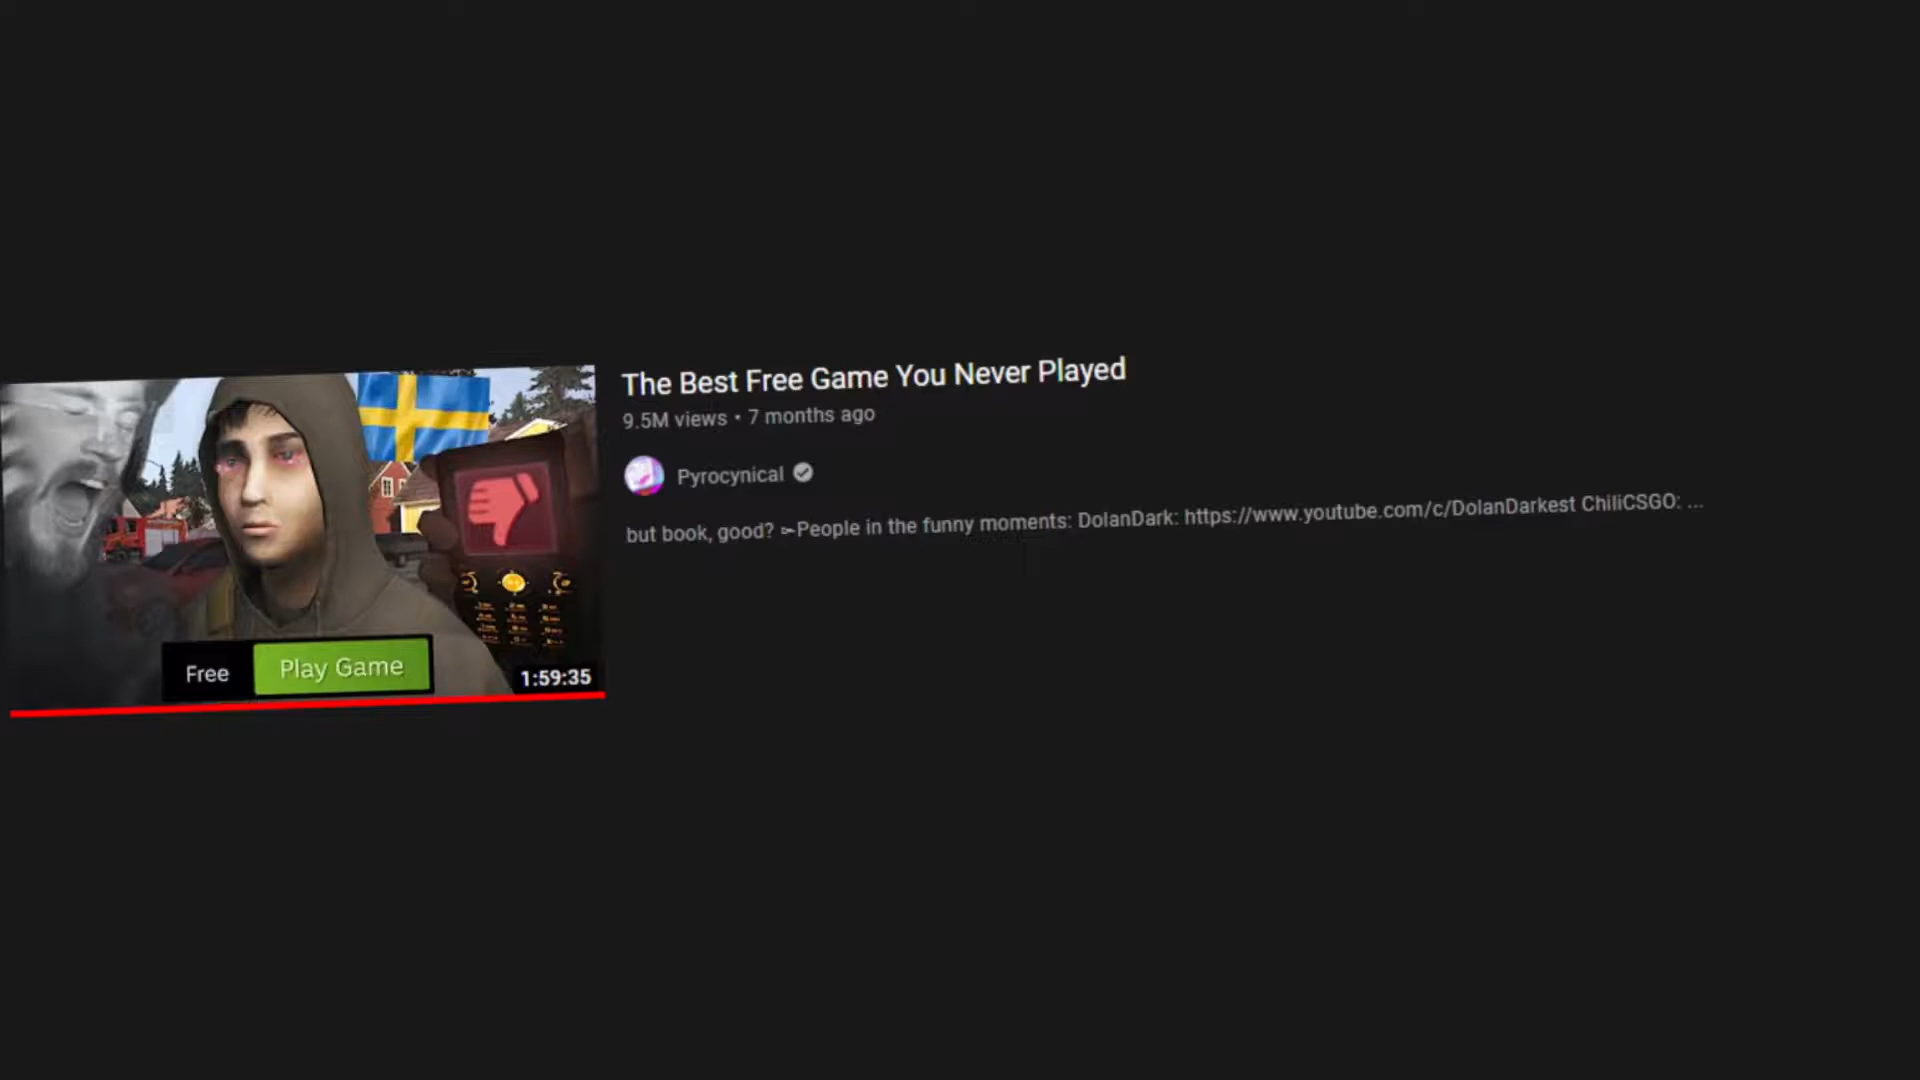 The Best Free Game You Never Played
9.5M views • 7 months ago
Pyrocynical
but book, good? ➣People in the funny moments: DolanDark: https://www.youtube.com/c/DolanDarkest ChiliCSGO: ...
Free
Play Game
1:59:35